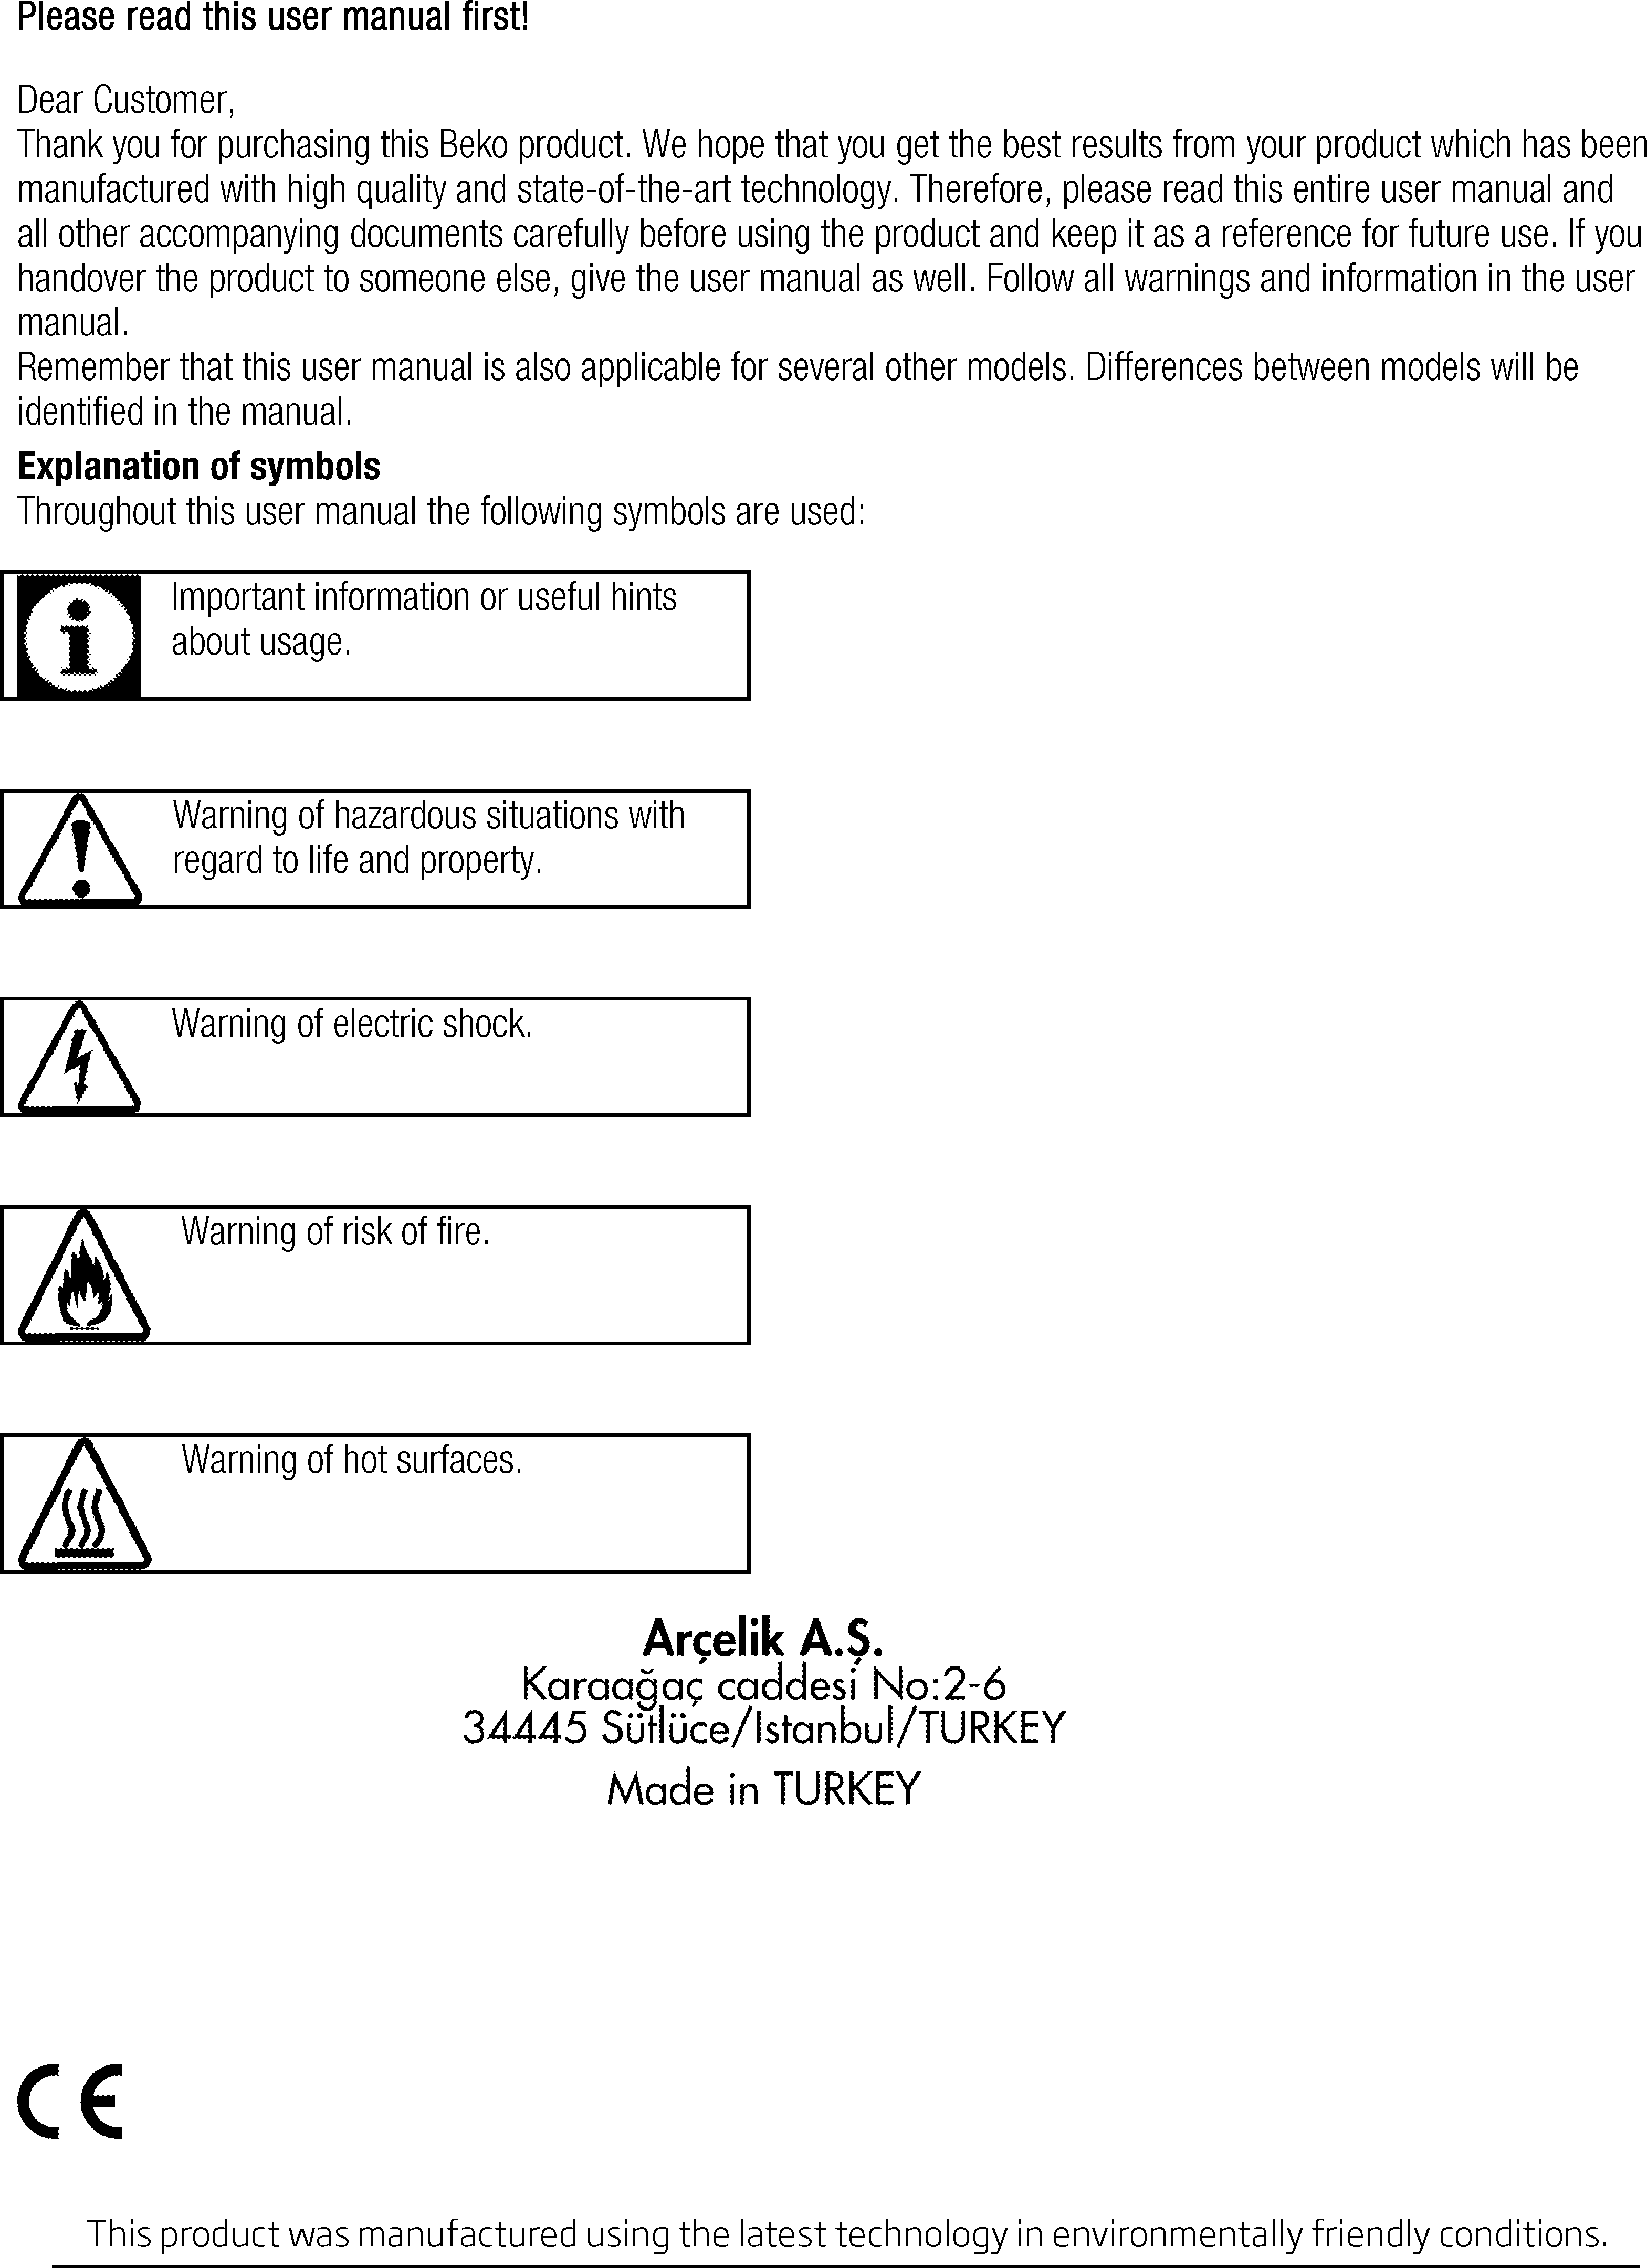 Please read this user manual first!
Dear Customer,
Thank you for purchasing this Beko product. We hope that you get the best results from your product which has been
manufactured with high quality and state-of-the-art technology. Therefore, please read this entire user manual and
all other accompanying documents carefully before using the product and keep it as a reference for future use. If you
handover the product to someone else, give the user manual as well. Follow all warnings and information in the user
manual.
Remember that this user manual is also applicable for several other models. Differences between models will be
identified in the manual.
Explanation of symbols
Throughout this user manual the following symbols are used:
Important information or useful hints
about usage.
Warning of hazardous situations with
regard to life and property.
Warning of electric shock.
Warning of risk of fire.
Warning of hot surfaces.
Arçelik A.Ş.
Karaağaç caddesi No:2-6
34445 Sütlüce/Istanbul/TURKEY
Made in TURKEY
CE
This product was manufactured using the latest technology in environmentally friendly conditions.